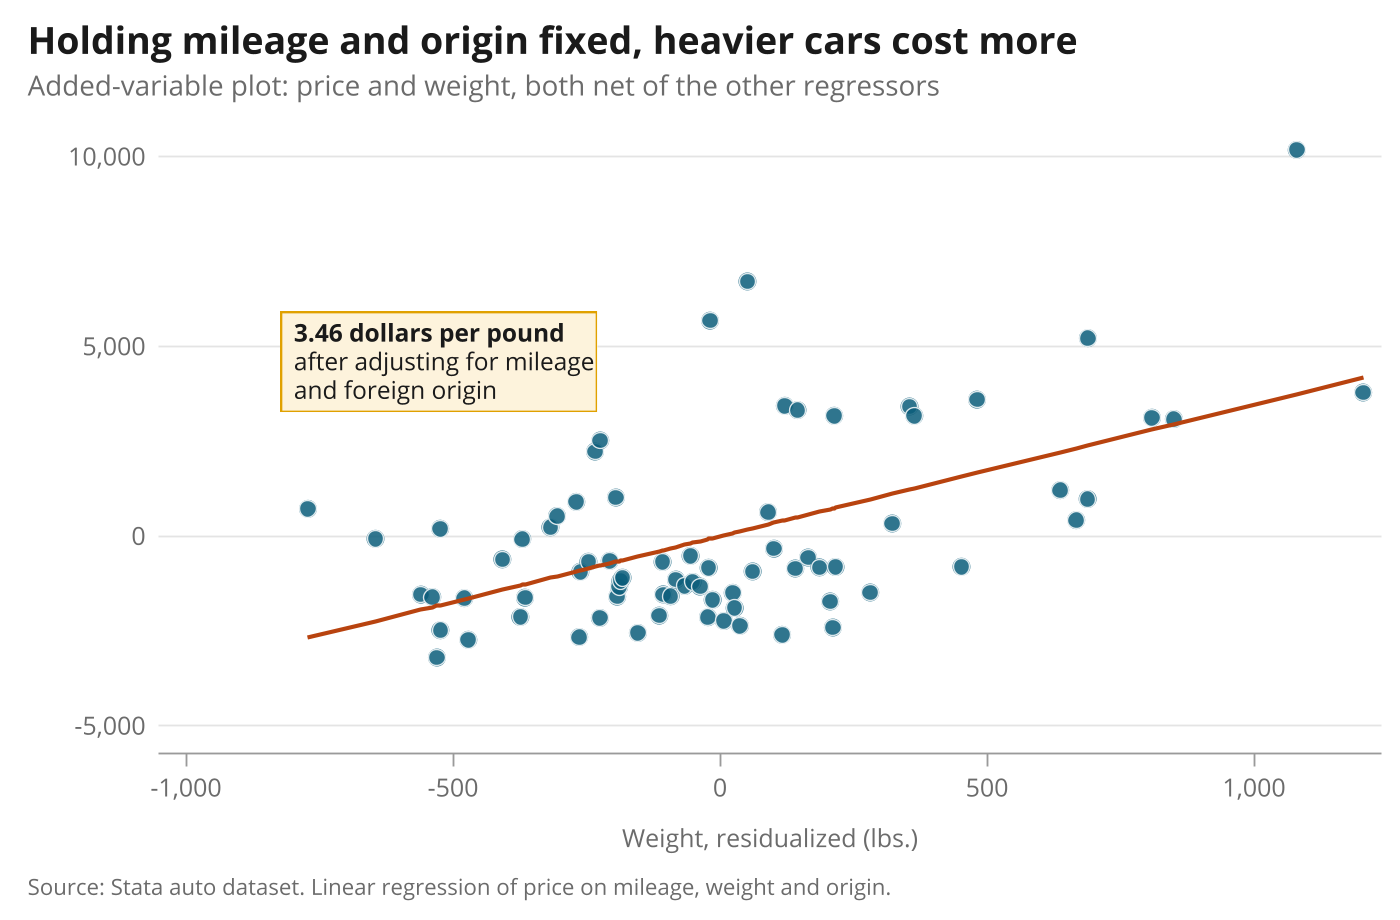 Holding mileage and origin fixed, heavier cars cost more
Added-variable plot: price and weight, both net of the other regressors
10,000
5,000
0
-5,000
3.46 dollars per pound
after adjusting for mileage
and foreign origin
-1,000
-500
0
500
1,000
Weight, residualized (lbs.)
Source: Stata auto dataset. Linear regression of price on mileage, weight and origin.